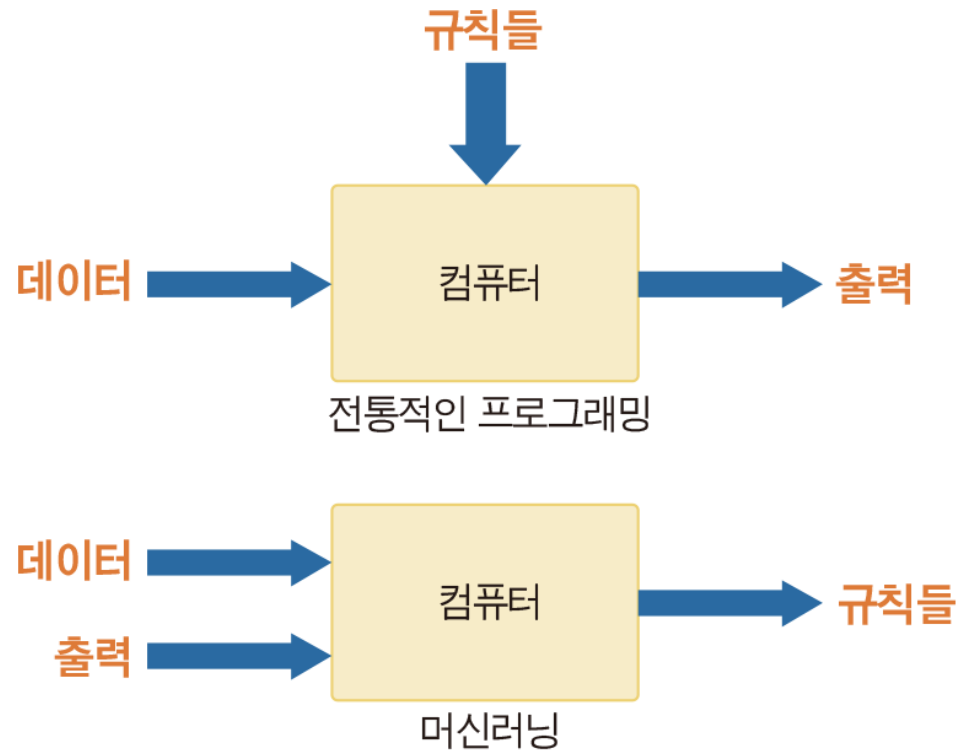 규칙들
데이터
컴퓨터
출력
전통적인 프로그래밍
데이터
출력
컴퓨터
규칙들
머신러닝